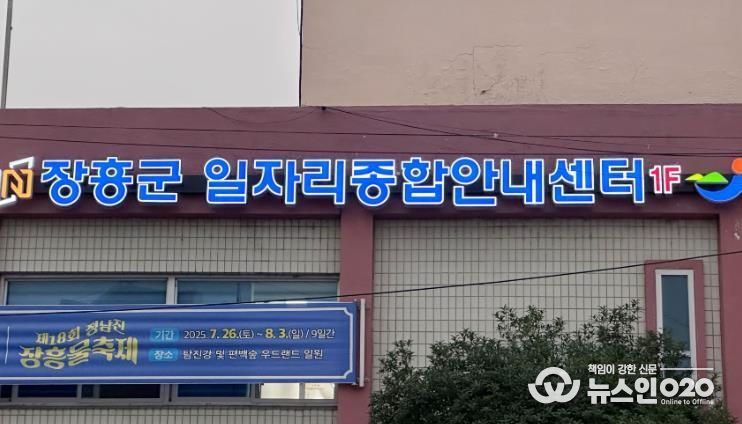 장흥군 일자리종합안내센터 1F
제18회 정남진
장흥물축제
기간 2025. 7. 26.(토) ~ 8. 3.(일) / 9일간
장소 탐진강 및 편백숲 우드랜드 일원
책임이 강한 신문
뉴스인020
Online to Offline